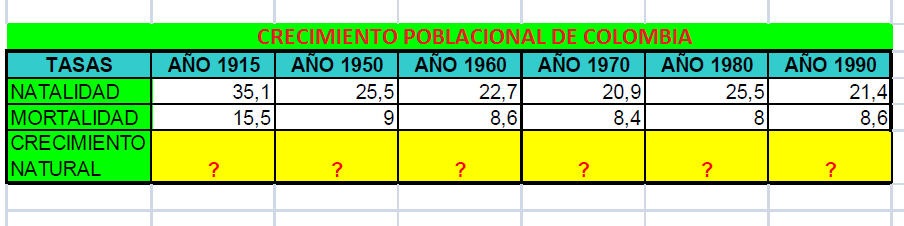 CRECIMIENTO POBLACIONAL DE COLOMBIA
TASAS AÑO 1915 AÑO 1950 AÑO 1960 AÑO 1970 AÑO 1980 AÑO 1990
NATALIDAD 35,1 25,5 22,7 20,9 25,5 21,4
MORTALIDAD 15,5 9 8,6 8,4 8 8,6
CRECIMIENTO
NATURAL ? ? ? ? ? ?